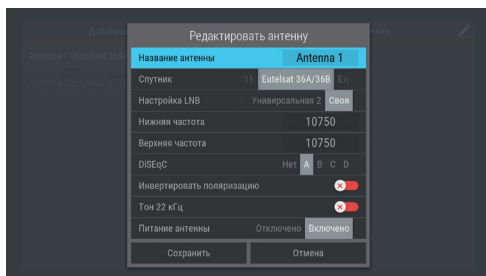 Редактировать антенну
Название антенны Antenna 1
Спутник 201 Eutelsat 36A/36B
Настройка LNB Универсальная 2 Своя
Нижняя частота 10750
Верхняя частота 10750
DiSEqC Нет A B C D
Инвертировать поляризацию
Тон 22 кГц
Питание антенны Отключено Включено
Сохранить Отмена